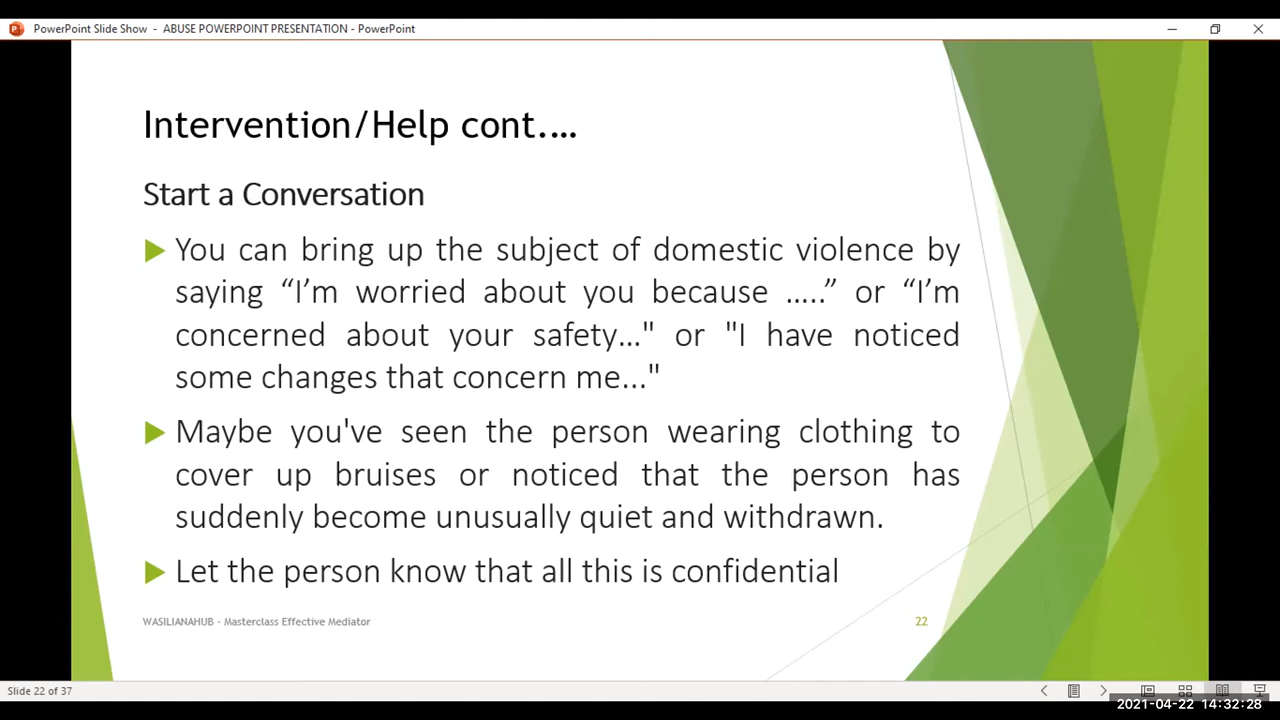 PowerPoint Slide Show - ABUSE POWERPOINT PRESENTATION - PowerPoint
Intervention/Help cont.…
Start a Conversation
You can bring up the subject of domestic violence by
saying “I’m worried about you because …..” or “I’m
concerned about your safety..." or "I have noticed
some changes that concern me..."
Maybe you've seen the person wearing clothing to
cover up bruises or noticed that the person has
suddenly become unusually quiet and withdrawn.
Let the person know that all this is confidential
WASILIANAHUB - Masterclass Effective Mediator
22
Slide 22 of 37
2021-04-22 14:32:28